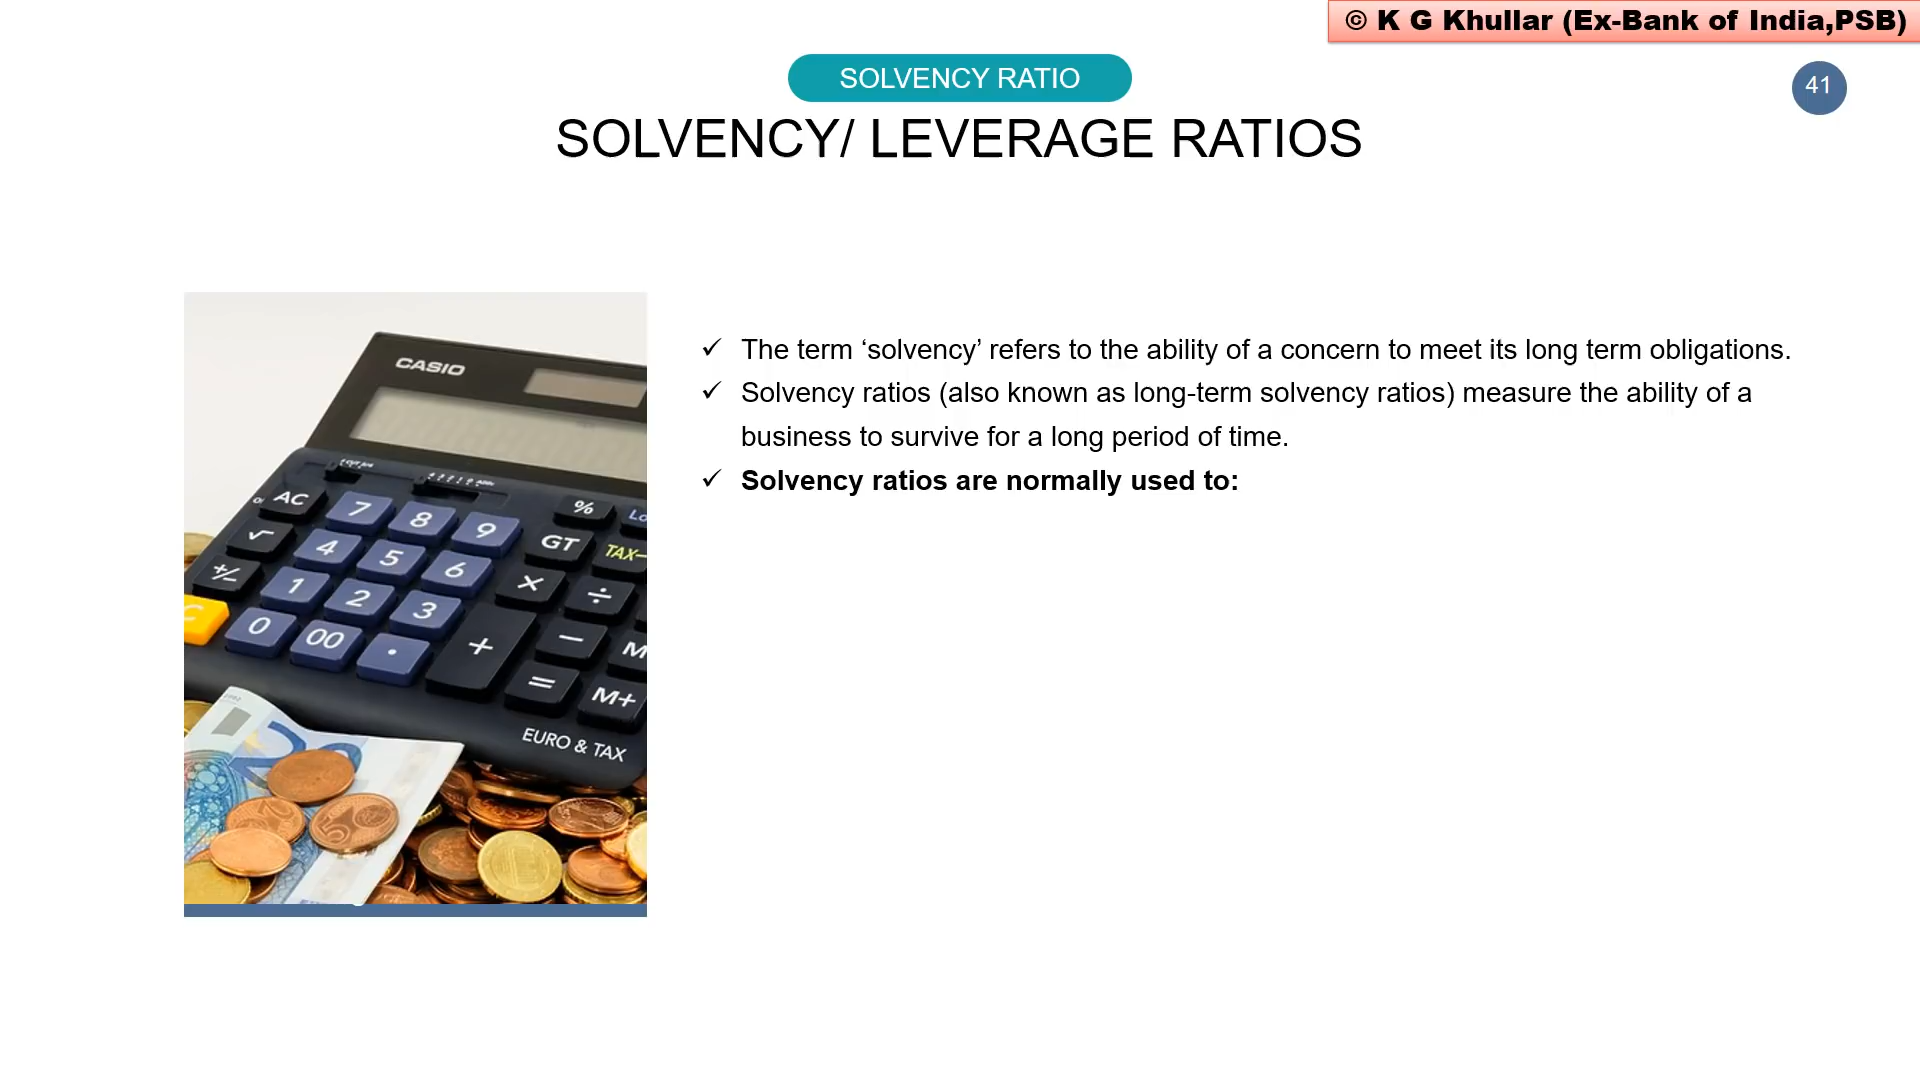 © K G Khullar (Ex-Bank of India,PSB)
SOLVENCY RATIO
41
SOLVENCY/ LEVERAGE RATIOS
✓ The term ‘solvency’ refers to the ability of a concern to meet its long term obligations.
✓ Solvency ratios (also known as long-term solvency ratios) measure the ability of a
business to survive for a long period of time.
✓ Solvency ratios are normally used to:
CASIO
AC 7 8 9 %
√ 4 5 6 GT TAX–
+/– 1 2 3 × ÷
C 0 00 . + –
= M+
EURO & TAX
20
5